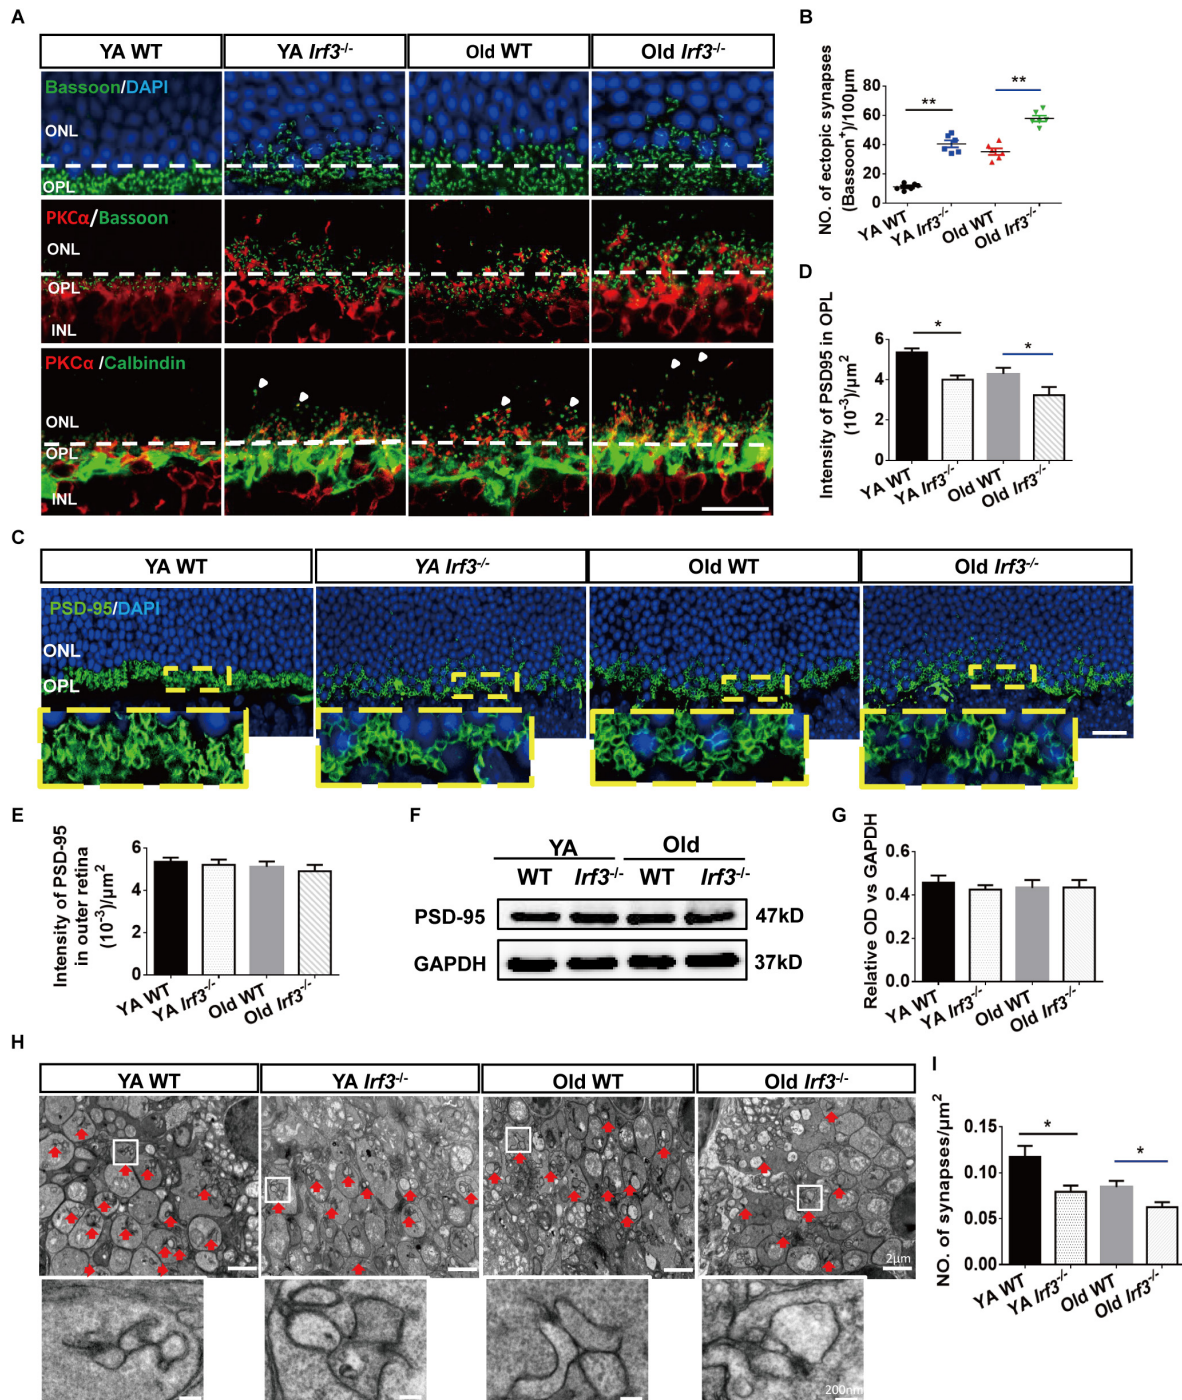 A
YA WT
YA Irf3-/-
Old WT
Old Irf3-/-
Bassoon/DAPI
ONL
OPL
PKCα/Bassoon
ONL
OPL
INL
PKCα /Calbindin
ONL
OPL
INL
B
NO. of ectopic synapses
(Bassoon+)/100μm
80
60
40
20
0
**
**
YA WT
YA Irf3-/-
Old WT
Old Irf3-/-
D
Intensity of PSD95 in OPL
(10-3)/μm2
6
4
2
0
*
*
YA WT
YA Irf3-/-
Old WT
Old Irf3-/-
C
YA WT
YA Irf3-/-
Old WT
Old Irf3-/-
PSD-95/DAPI
ONL
OPL
E
Intensity of PSD-95
in outer retina
(10-3)/μm2
6
4
2
0
YA WT
YA Irf3-/-
Old WT
Old Irf3-/-
F
YA
Old
WT
Irf3-/-
WT
Irf3-/-
PSD-95
47kD
GAPDH
37kD
G
Relative OD vs GAPDH
0.6
0.4
0.2
0.0
YA WT
YA Irf3-/-
Old WT
Old Irf3-/-
H
YA WT
YA Irf3-/-
Old WT
Old Irf3-/-
2μm
200nm
I
NO. of synapses/μm2
0.15
0.10
0.05
0.00
*
*
YA WT
YA Irf3-/-
Old WT
Old Irf3-/-